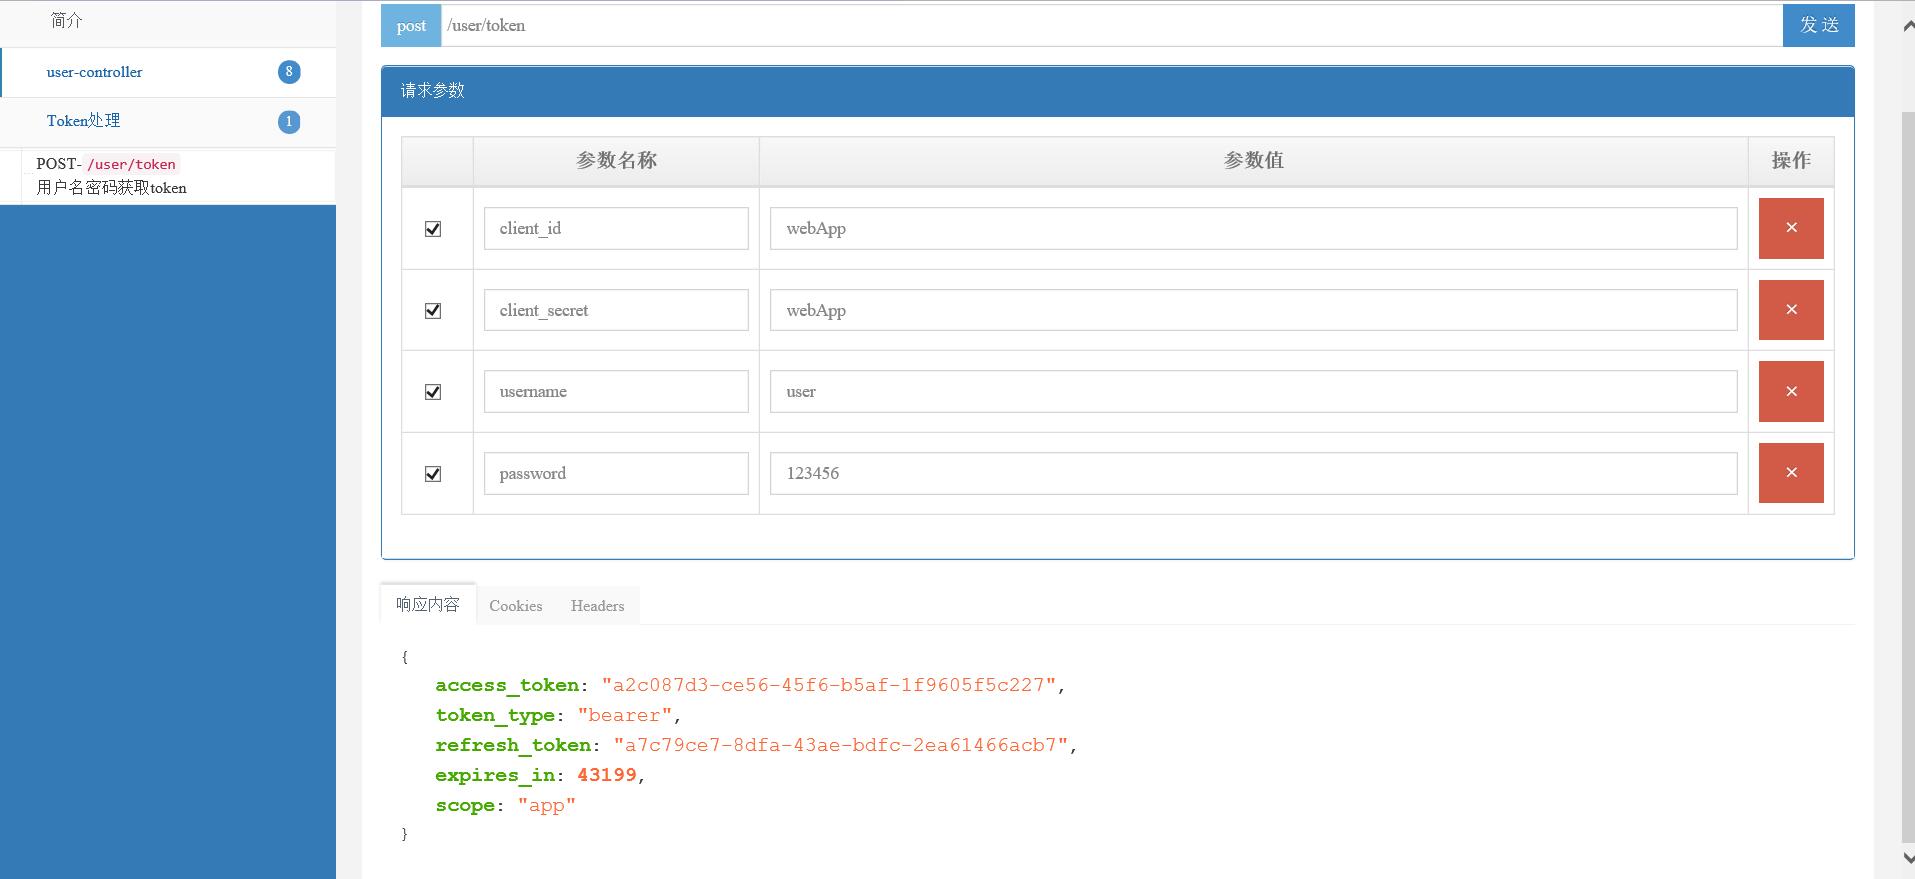 简介
user-controller 8
Token处理 1
POST- /user/token
用户名密码获取token
post /user/token 发 送
请求参数
参数名称 参数值 操作
client_id webApp ×
client_secret webApp ×
username user ×
password 123456 ×
响应内容 Cookies Headers
{
access_token: "a2c087d3-ce56-45f6-b5af-1f9605f5c227",
token_type: "bearer",
refresh_token: "a7c79ce7-8dfa-43ae-bdfc-2ea61466acb7",
expires_in: 43199,
scope: "app"
}